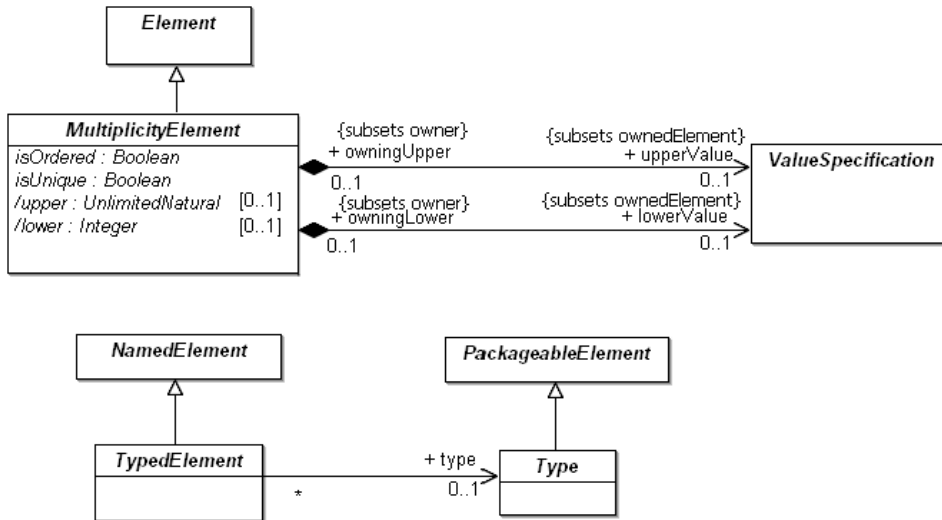 Element
MultiplicityElement
isOrdered : Boolean
isUnique : Boolean
/upper : UnlimitedNatural [0..1]
/lower : Integer [0..1]
{subsets owner}
+ owningUpper
0..1
{subsets ownedElement}
+ upperValue
0..1
{subsets owner}
+ owningLower
0..1
{subsets ownedElement}
+ lowerValue
0..1
ValueSpecification
NamedElement
PackageableElement
TypedElement
*
+ type
0..1
Type